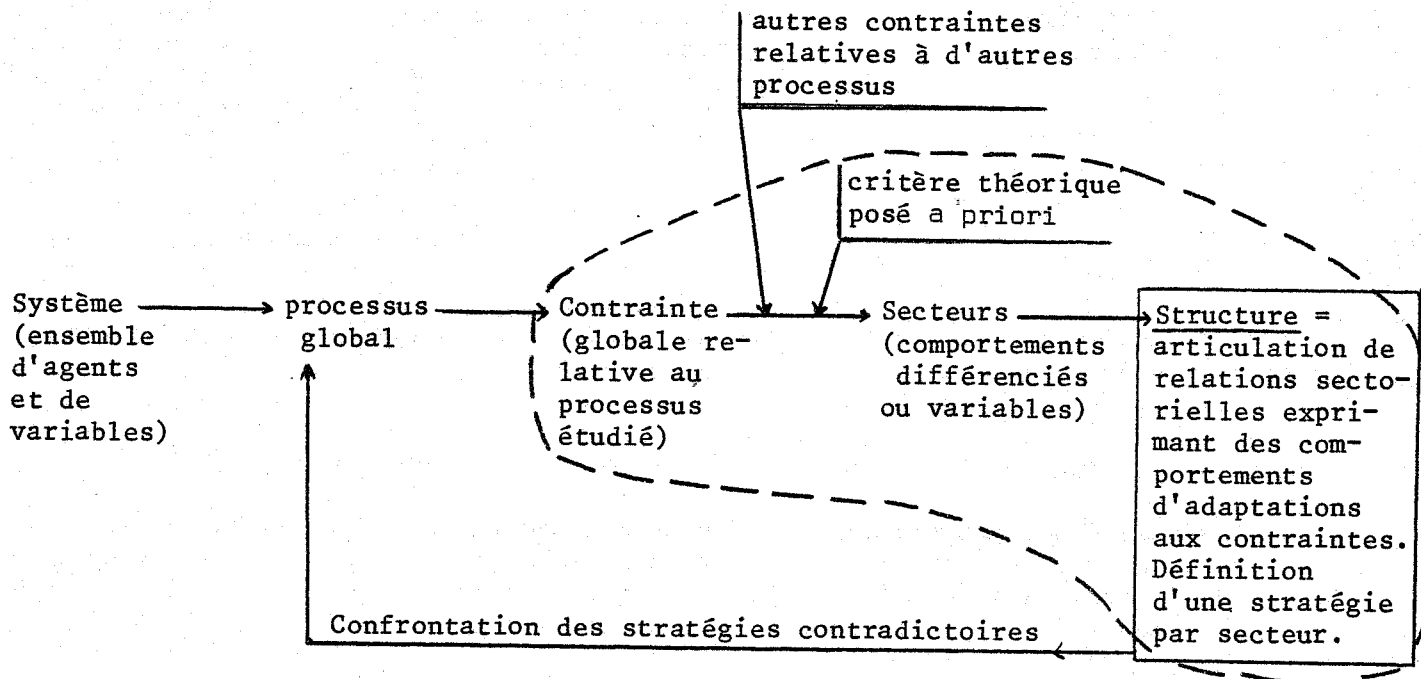 autres contraintes
relatives à d'autres
processus
critère théorique
posé a priori
Système
(ensemble
d'agents
et de
variables)
processus
global
Contrainte
(globale re-
lative au
processus
étudié)
Secteurs
(comportements
différenciés
ou variables)
Structure =
articulation de
relations secto-
rielles expri-
mant des com-
portements
d'adaptations
aux contraintes.
Définition
d'une stratégie
par secteur.
Confrontation des stratégies contradictoires